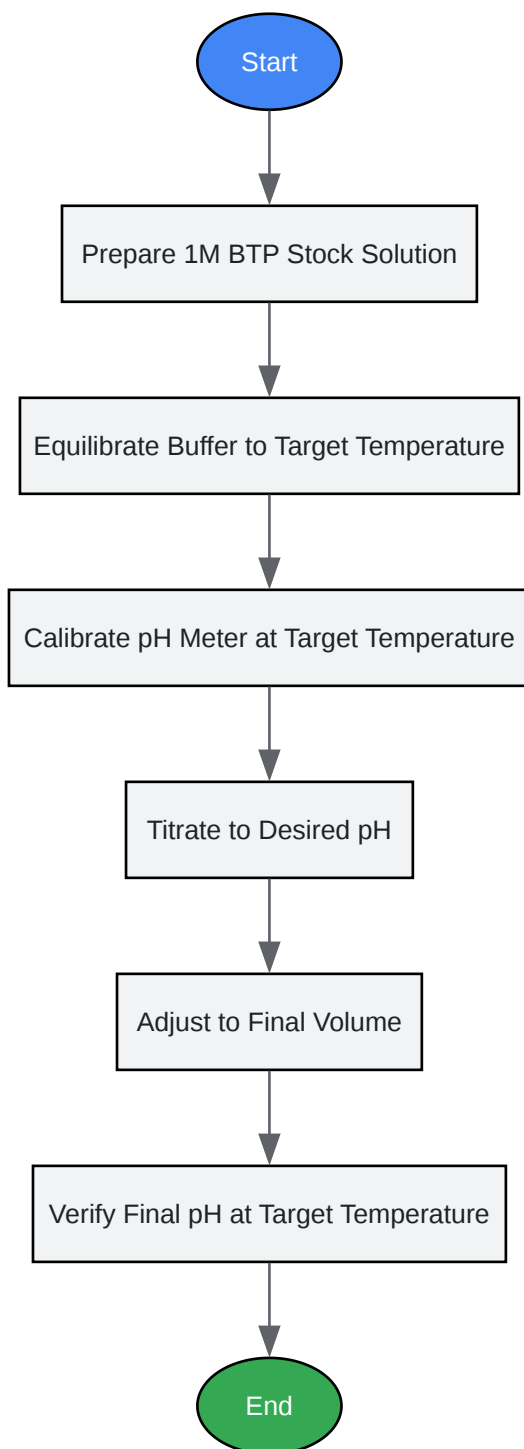 Start
Prepare 1M BTP Stock Solution
Equilibrate Buffer to Target Temperature
Calibrate pH Meter at Target Temperature
Titrate to Desired pH
Adjust to Final Volume
Verify Final pH at Target Temperature
End